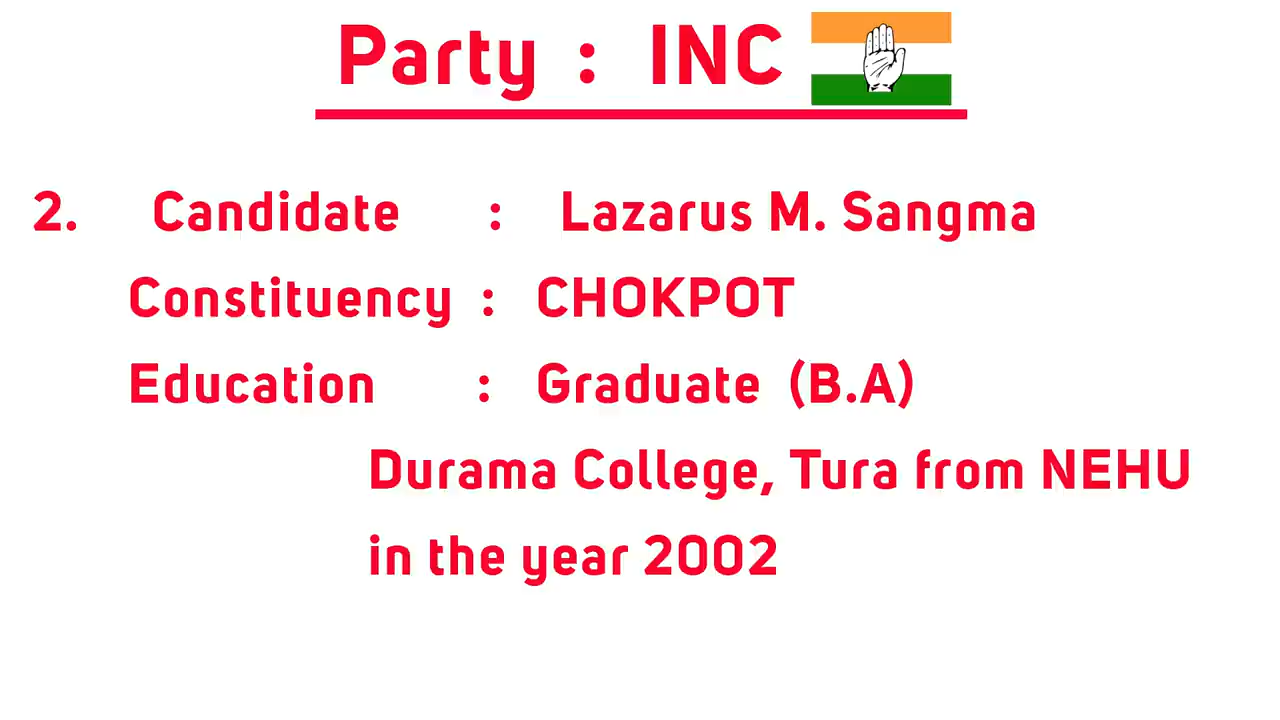 Party : INC
2. Candidate : Lazarus M. Sangma
Constituency : CHOKPOT
Education : Graduate (B.A)
Durama College, Tura from NEHU
in the year 2002